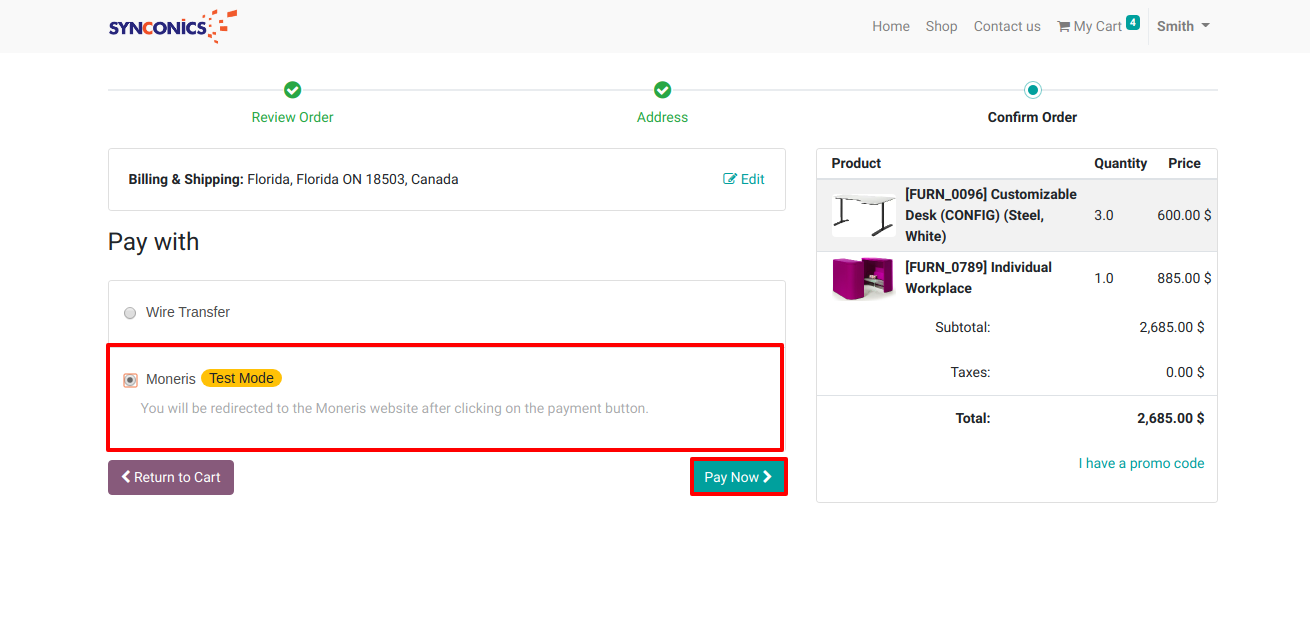 SYNCONICS
Home Shop Contact us My Cart 4 Smith
Review Order Address Confirm Order
Billing & Shipping: Florida, Florida ON 18503, Canada Edit
Pay with
Wire Transfer
Moneris Test Mode
You will be redirected to the Moneris website after clicking on the payment button.
Return to Cart Pay Now
Product Quantity Price
[FURN_0096] Customizable
Desk (CONFIG) (Steel, 3.0 600.00 $
White)
[FURN_0789] Individual
Workplace 1.0 885.00 $
Subtotal: 2,685.00 $
Taxes: 0.00 $
Total: 2,685.00 $
I have a promo code